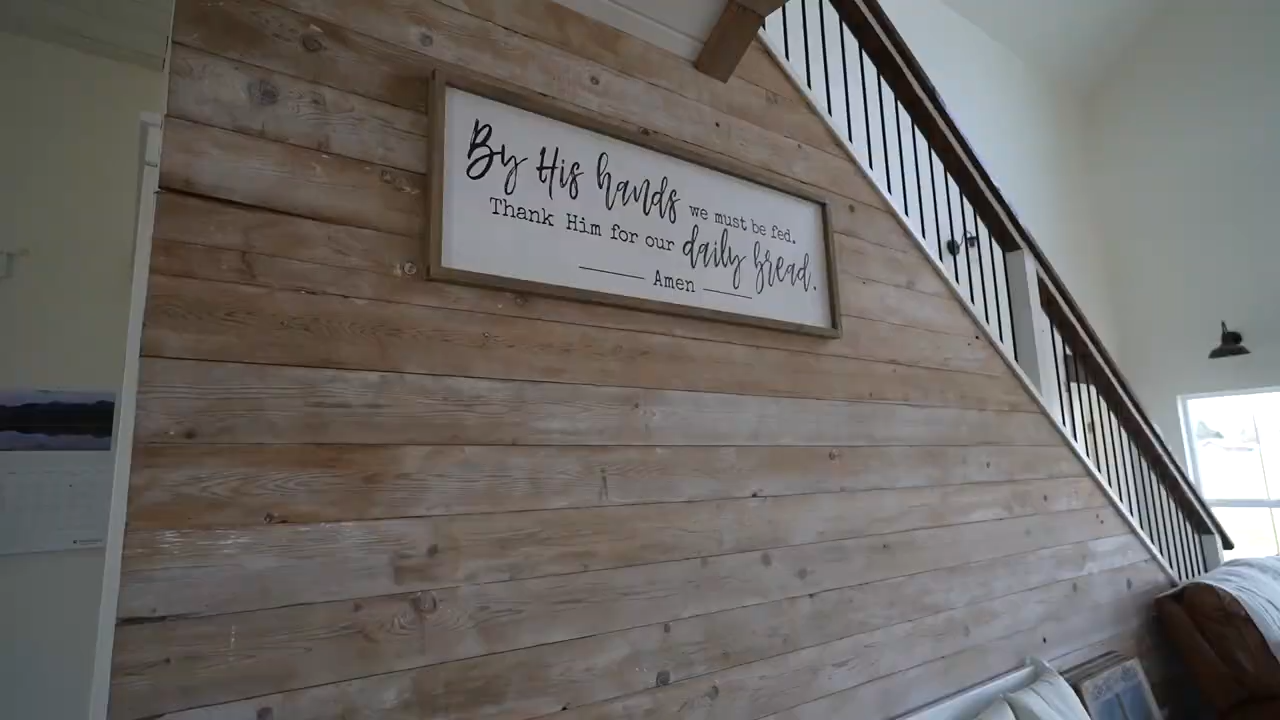 By His hands we must be fed.
Thank Him for our daily bread.
Amen